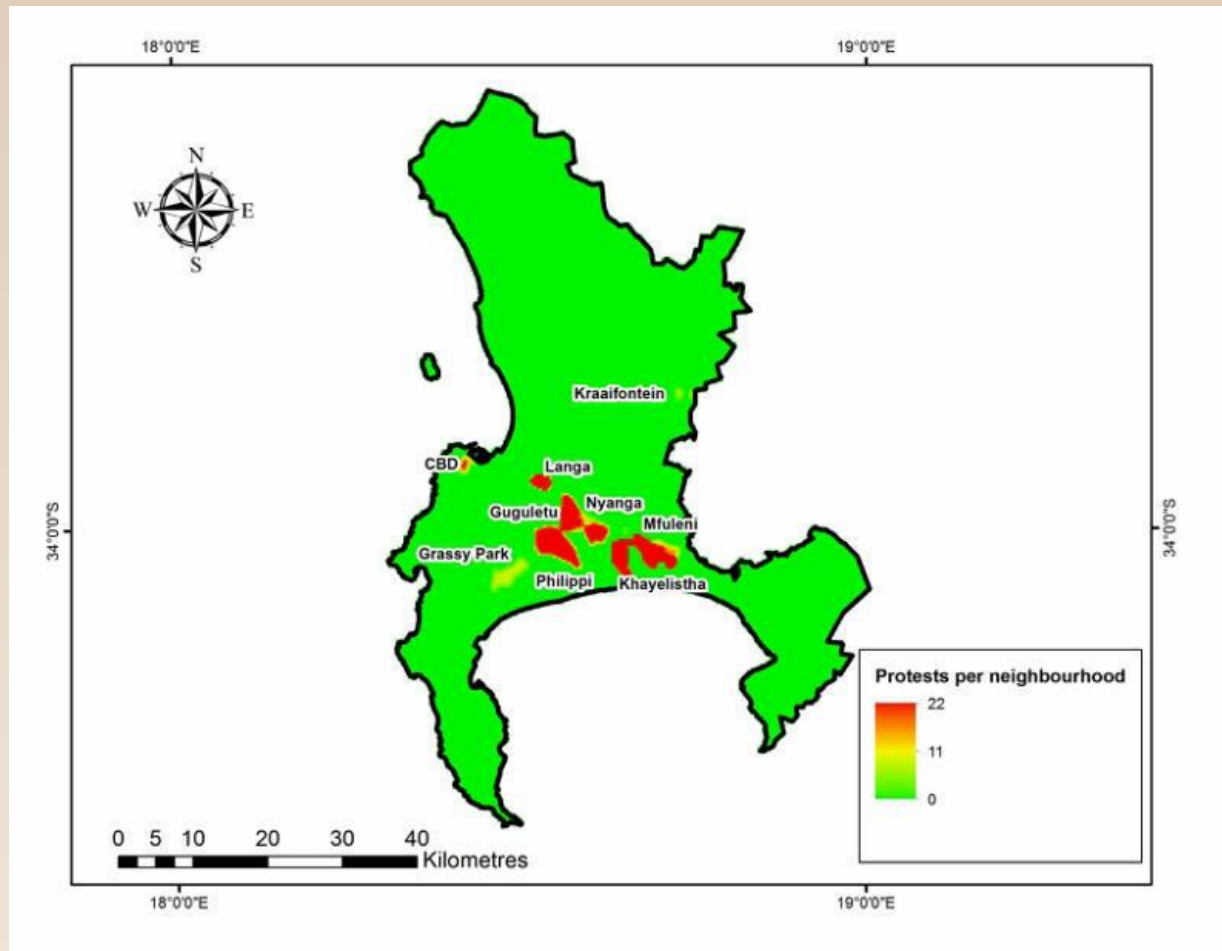 18°0'0"E
19°0'0"E
N
W
E
S
Kraaifontein
CBD
Langa
Guguletu
Nyanga
Mfuleni
34°0'0"S
34°0'0"S
Grassy Park
Philippi
Khayelistha
Protests per neighbourhood
22
11
0
0 5 10 20 30 40
Kilometres
18°0'0"E
19°0'0"E